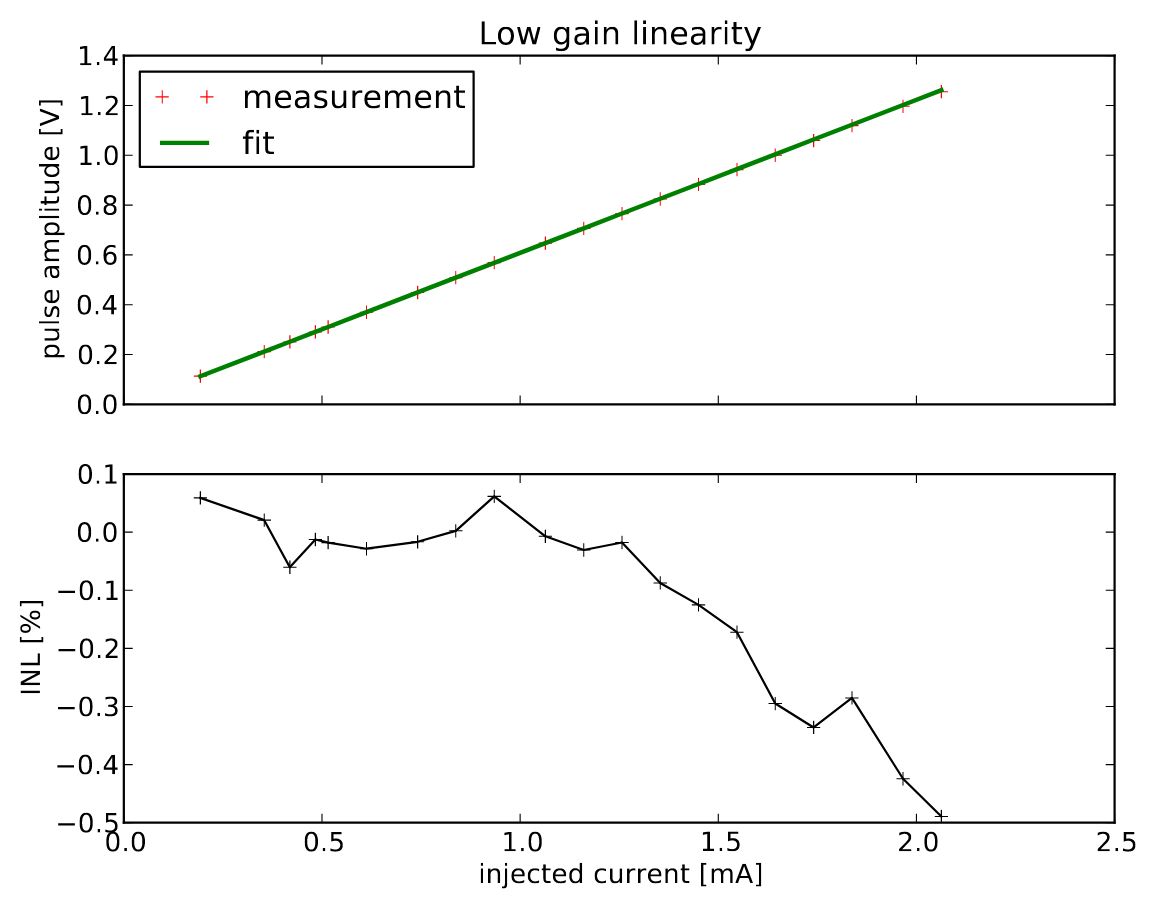 Low gain linearity
1.4
1.2
1.0
0.8
0.6
0.4
0.2
0.0
pulse amplitude [V]
measurement
fit
0.1
0.0
−0.1
−0.2
−0.3
−0.4
−0.5
INL [%]
0.0 0.5 1.0 1.5 2.0 2.5
injected current [mA]